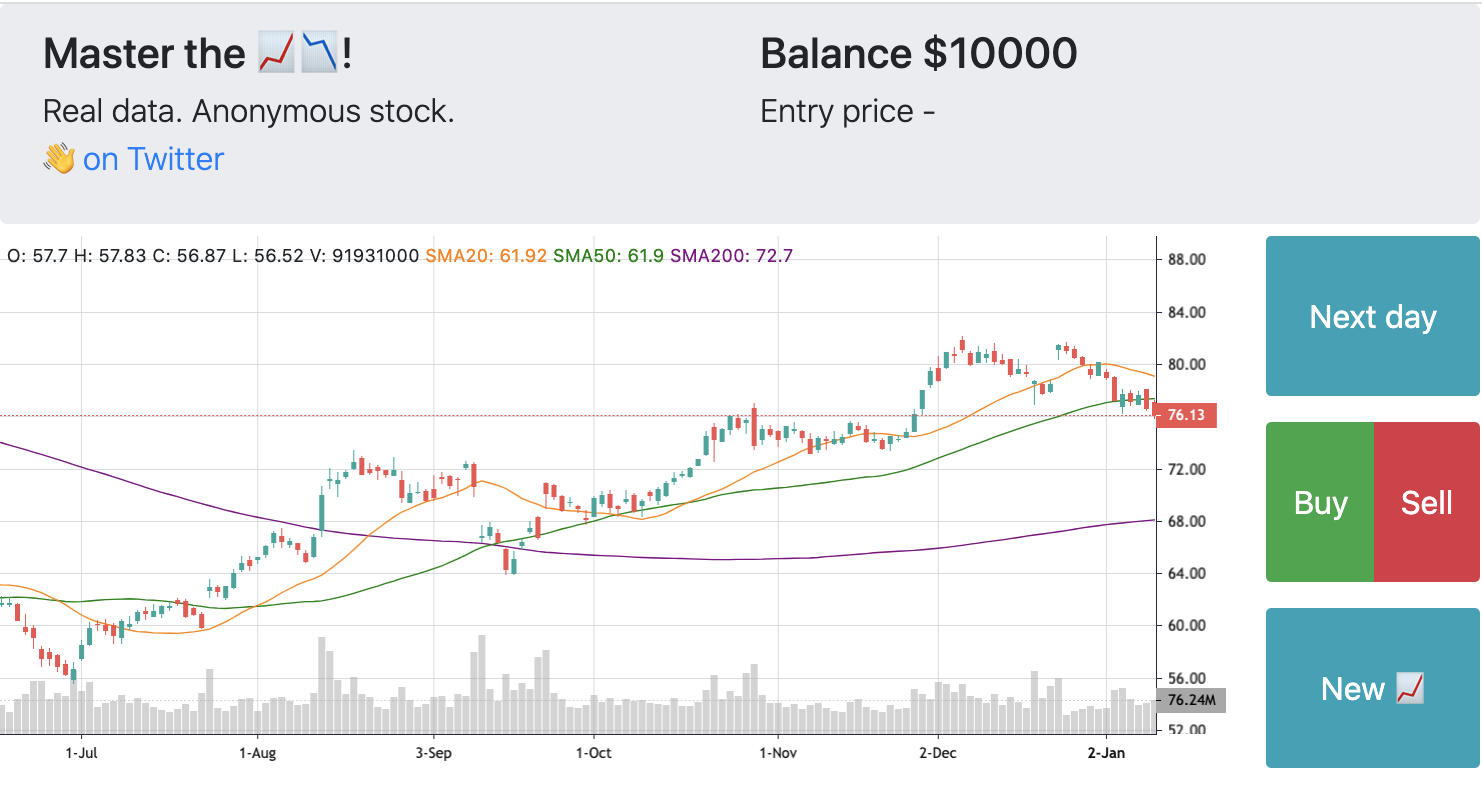 Master the 📈📉!
Real data. Anonymous stock.
👋 on Twitter
Balance $10000
Entry price -
O: 57.7 H: 57.83 C: 56.87 L: 56.52 V: 91931000 SMA20: 61.92 SMA50: 61.9 SMA200: 72.7
88.00
84.00
80.00
76.13
72.00
68.00
64.00
60.00
56.00
76.24M
52.00
1-Jul 1-Aug 3-Sep 1-Oct 1-Nov 2-Dec 2-Jan
Next day
Buy Sell
New 📈